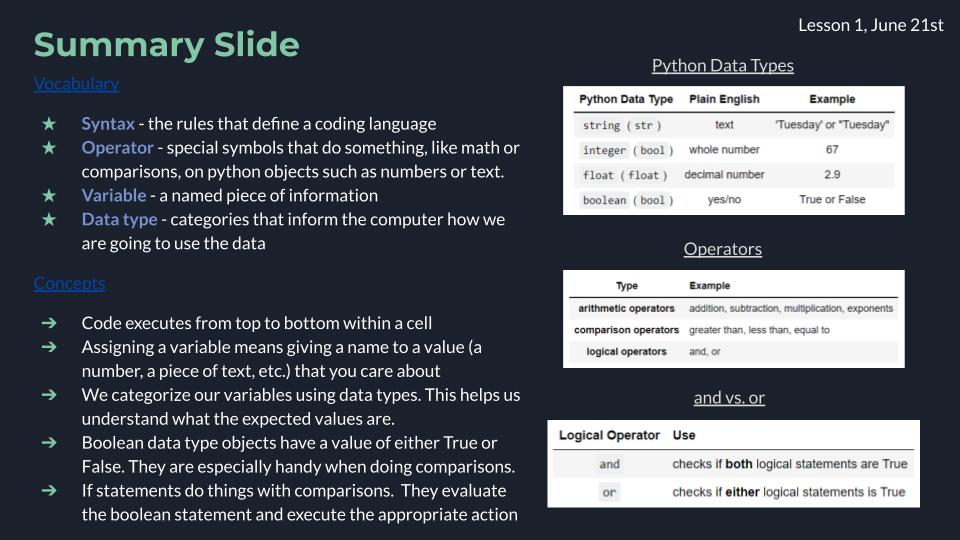 Lesson 1, June 21st
Summary Slide
Vocabulary
★ Syntax - the rules that define a coding language
★ Operator - special symbols that do something, like math or
comparisons, on python objects such as numbers or text.
★ Variable - a named piece of information
★ Data type - categories that inform the computer how we
are going to use the data
Concepts
➔ Code executes from top to bottom within a cell
➔ Assigning a variable means giving a name to a value (a
number, a piece of text, etc.) that you care about
➔ We categorize our variables using data types. This helps us
understand what the expected values are.
➔ Boolean data type objects have a value of either True or
False. They are especially handy when doing comparisons.
➔ If statements do things with comparisons. They evaluate
the boolean statement and execute the appropriate action
Python Data Types
Python Data Type Plain English Example
string (str) text 'Tuesday' or "Tuesday"
integer (bool) whole number 67
float (float) decimal number 2.9
boolean (bool) yes/no True or False
Operators
Type Example
arithmetic operators addition, subtraction, multiplication, exponents
comparison operators greater than, less than, equal to
logical operators and, or
and vs. or
Logical Operator Use
and checks if both logical statements are True
or checks if either logical statements is True